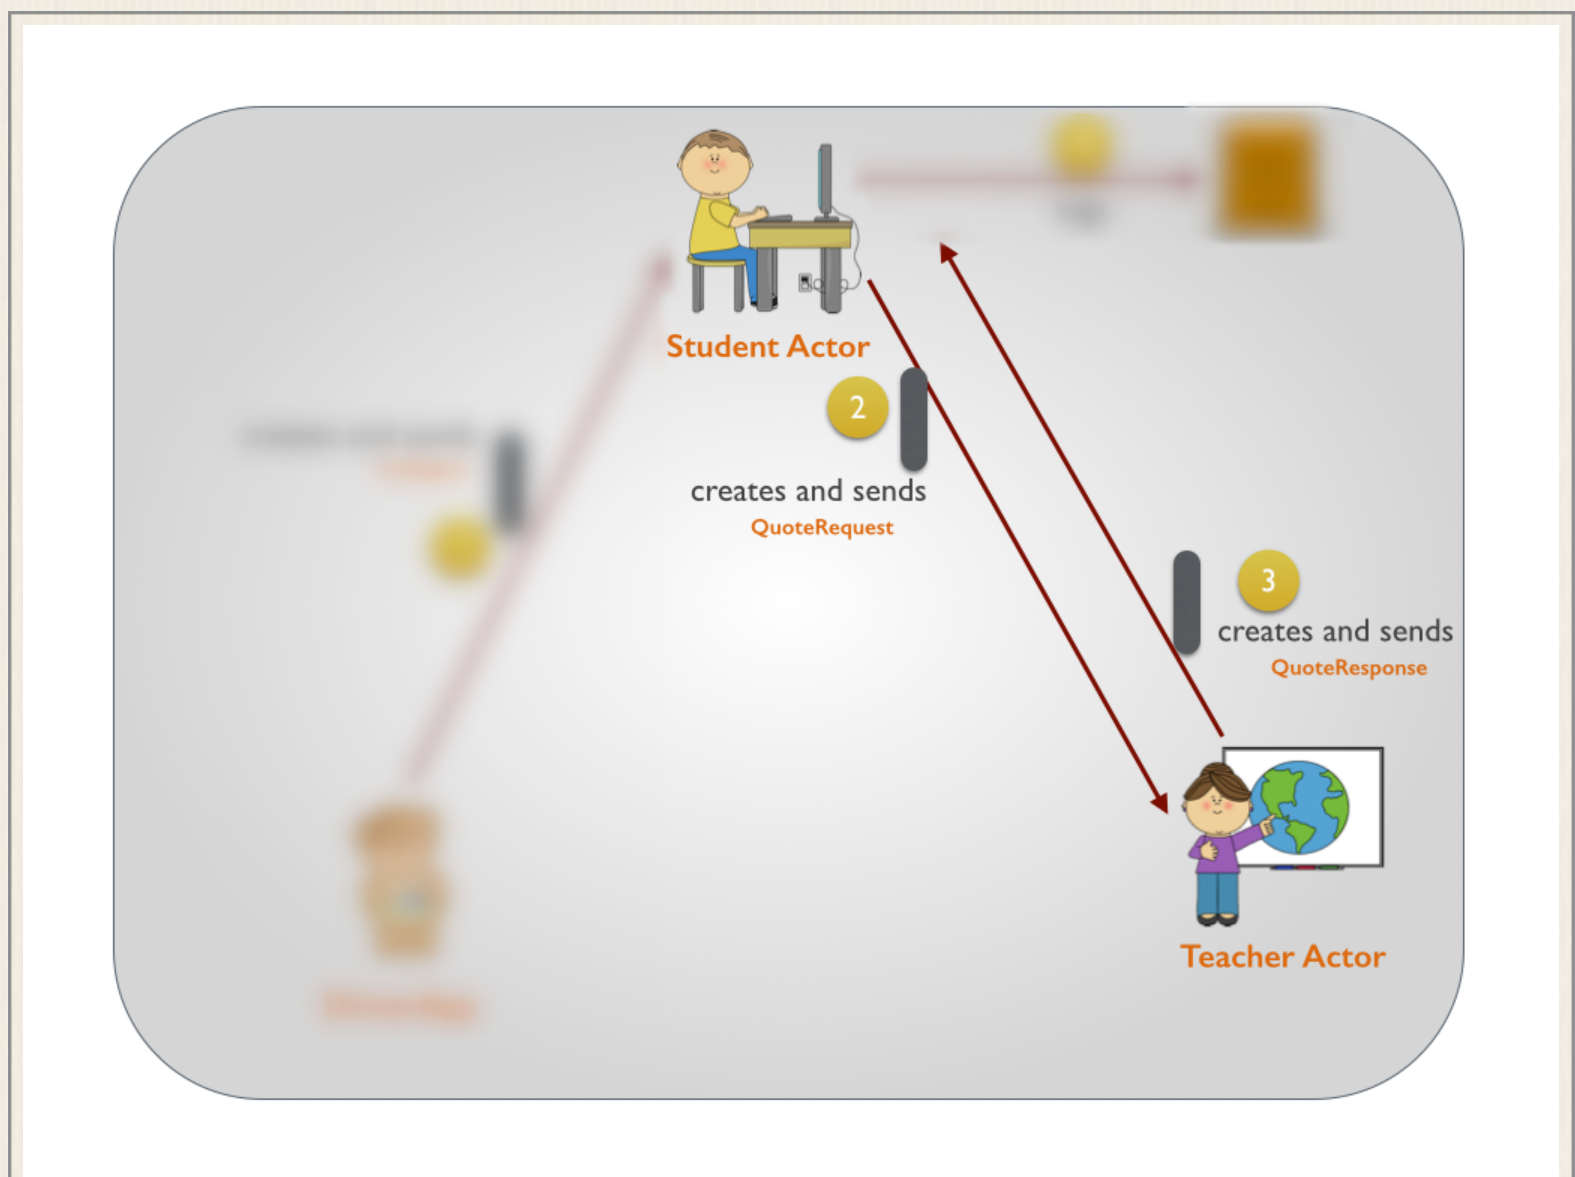 Student Actor
2
creates and sends
QuoteRequest
3
creates and sends
QuoteResponse
Teacher Actor